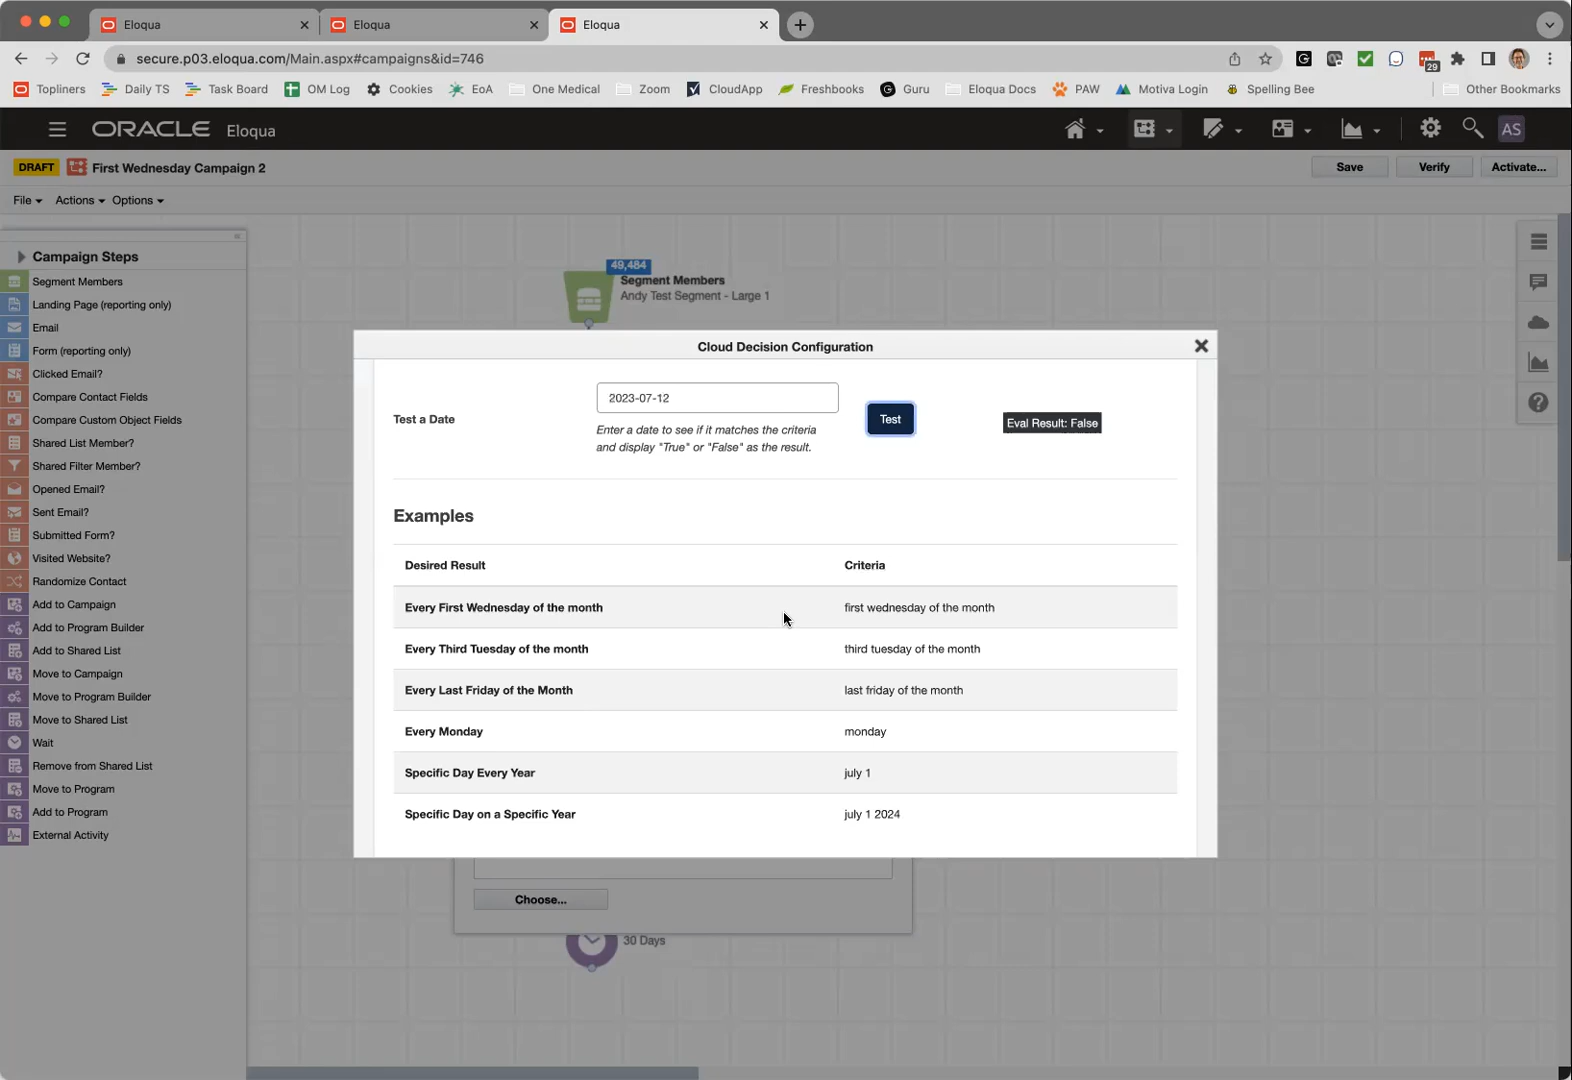 Eloqua
Eloqua
Eloqua
secure.p03.eloqua.com/Main.aspx#campaigns&id=746
29
Topliners
Daily TS
Task Board
OM Log
Cookies
EoA
One Medical
Zoom
CloudApp
Freshbooks
Guru
Eloqua Docs
PAW
Motiva Login
Spelling Bee
Other Bookmarks
ORACLE Eloqua
AS
DRAFT
First Wednesday Campaign 2
Save
Verify
Activate...
File
Actions
Options
Campaign Steps
Segment Members
Landing Page (reporting only)
Email
Form (reporting only)
Clicked Email?
Compare Contact Fields
Compare Custom Object Fields
Shared List Member?
Shared Filter Member?
Opened Email?
Sent Email?
Submitted Form?
Visited Website?
Randomize Contact
Add to Campaign
Add to Program Builder
Add to Shared List
Move to Campaign
Move to Program Builder
Move to Shared List
Wait
Remove from Shared List
Move to Program
Add to Program
External Activity
49,484
Segment Members
Andy Test Segment - Large 1
Cloud Decision Configuration
Test a Date
2023-07-12
Test
Eval Result: False
Enter a date to see if it matches the criteria
and display "True" or "False" as the result.
Examples
Desired Result
Criteria
Every First Wednesday of the month
first wednesday of the month
Every Third Tuesday of the month
third tuesday of the month
Every Last Friday of the Month
last friday of the month
Every Monday
monday
Specific Day Every Year
july 1
Specific Day on a Specific Year
july 1 2024
Choose...
30 Days